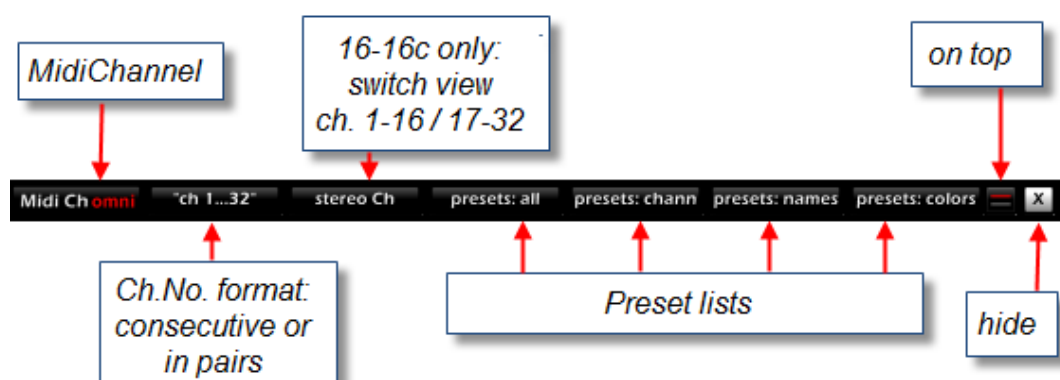 MidiChannel
16-16c only:
switch view
ch. 1-16 / 17-32
on top
Midi Ch omni
"ch 1...32"
stereo Ch
presets: all
presets: chann
presets: names
presets: colors
X
Ch.No. format:
consecutive or
in pairs
Preset lists
hide